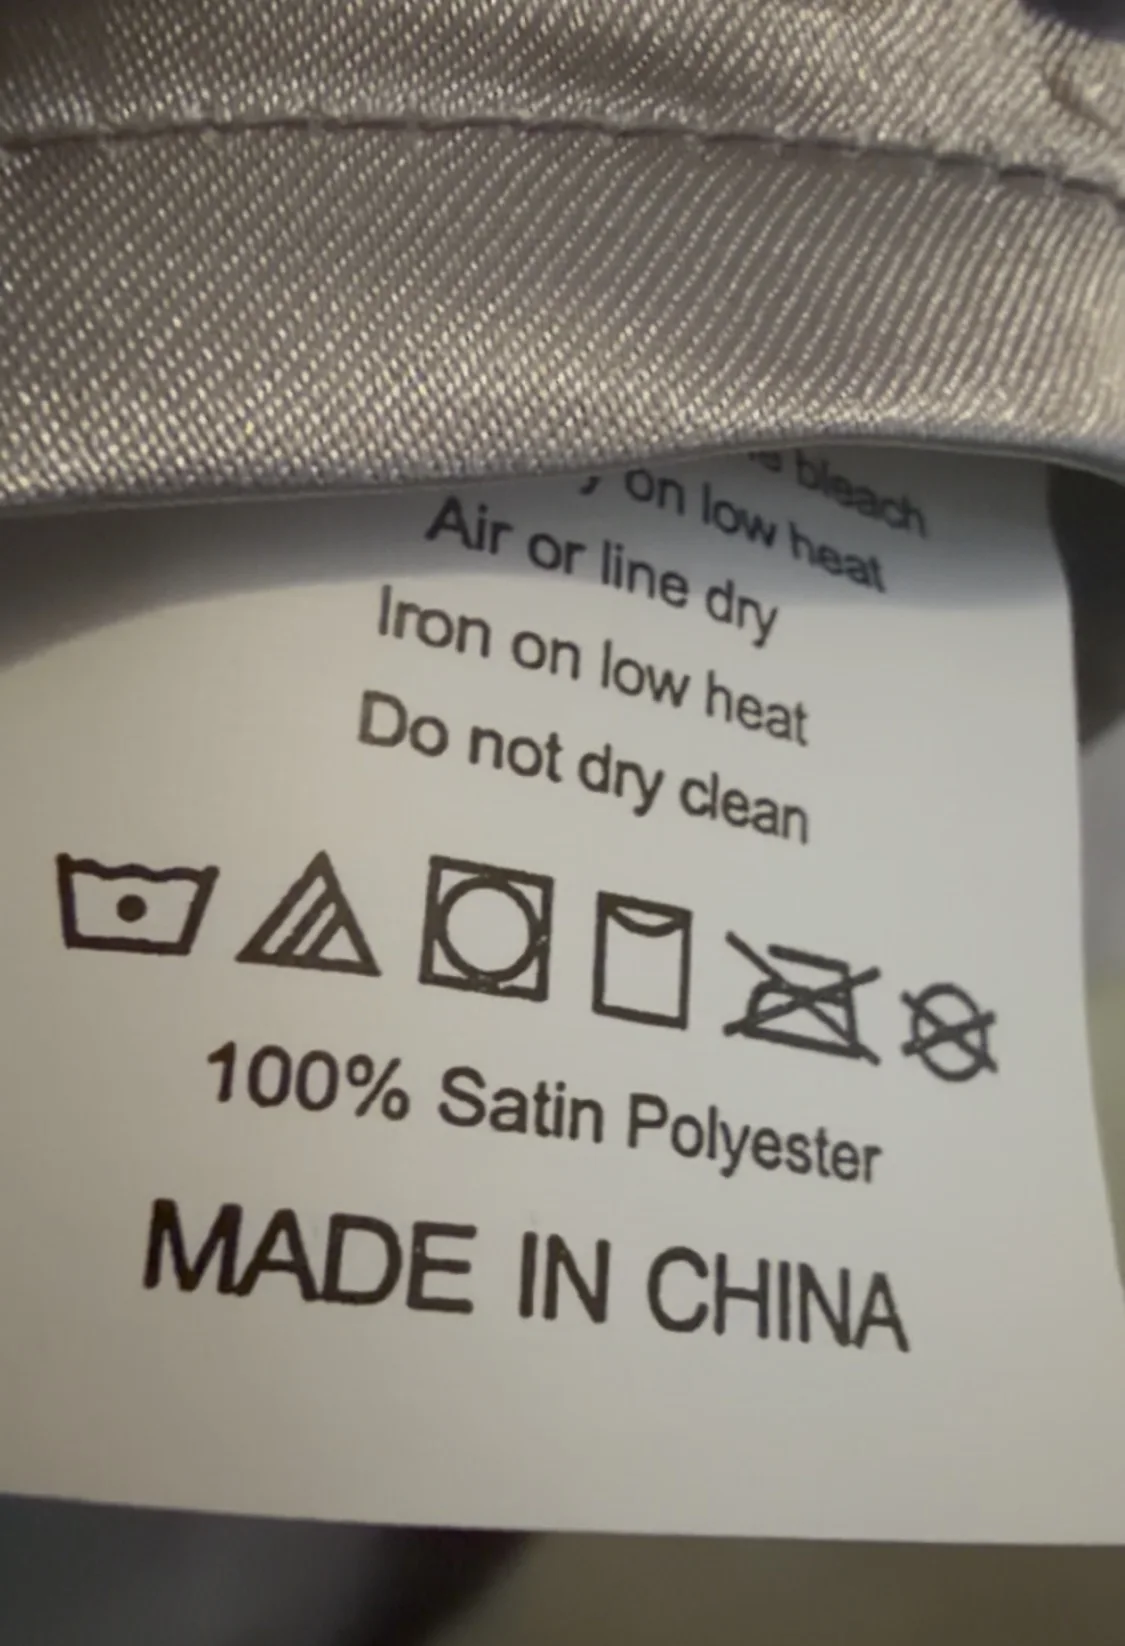 bleach
on low heat
Air or line dry
Iron on low heat
Do not dry clean
100% Satin Polyester
MADE IN CHINA